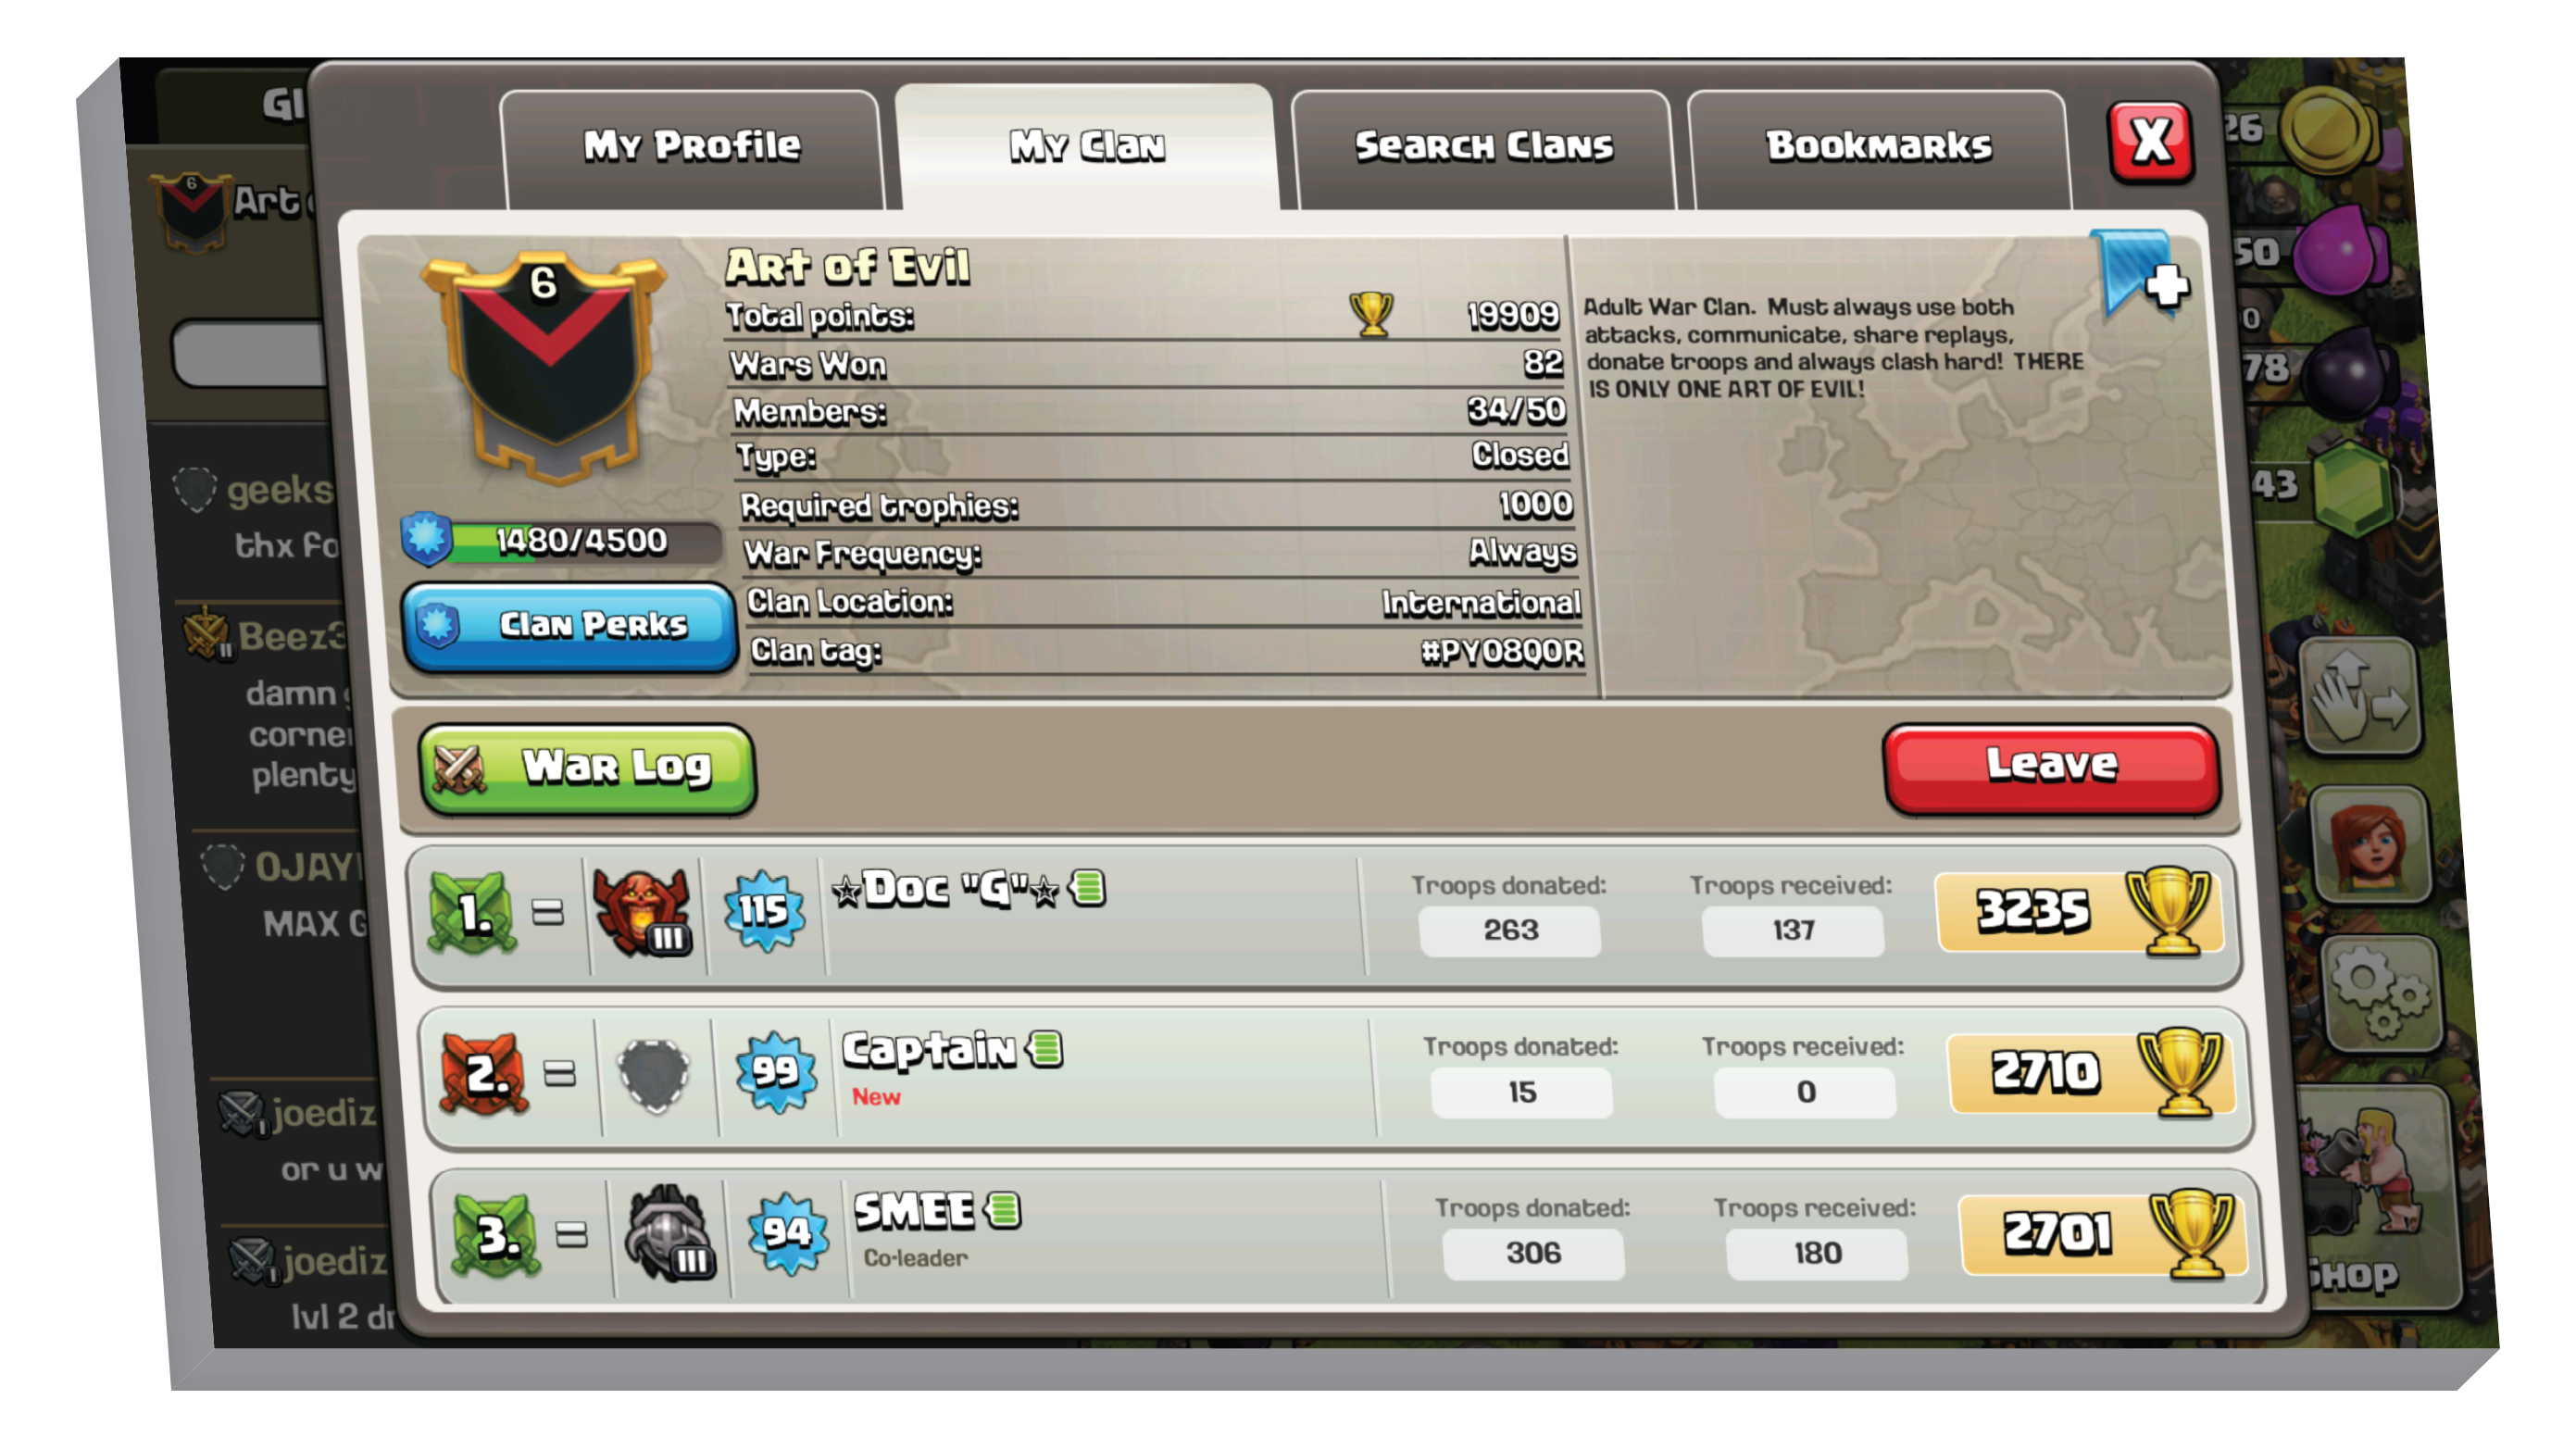 Gl
My Profile
My Clan
Search Clans
Bookmarks
X
26
6
Art
6
Art of Evil
Total points: 19909
Wars Won 82
Members: 34/50
Type: Closed
Required trophies: 1000
War Frequency: Always
Clan Location: International
Clan tag: #PY08Q0R
1480/4500
Clan Perks
Adult War Clan. Must always use both
attacks, communicate, share replays,
donate troops and always clash hard! THERE
IS ONLY ONE ART OF EVIL!
50
0
78
43
geeks
thx fo
Beez3
damn
corne
plenty
OJAY
MAX G
joediz
or u w
joediz
lvl 2 dr
War Log
Leave
1. = III 115 ☆Doc "G"☆
Troops donated: Troops received:
263 137 3235
2. = 99 Captain
New
Troops donated: Troops received:
15 0 2710
3. = III 94 SMEE
Co-leader
Troops donated: Troops received:
306 180 2701
SHOP